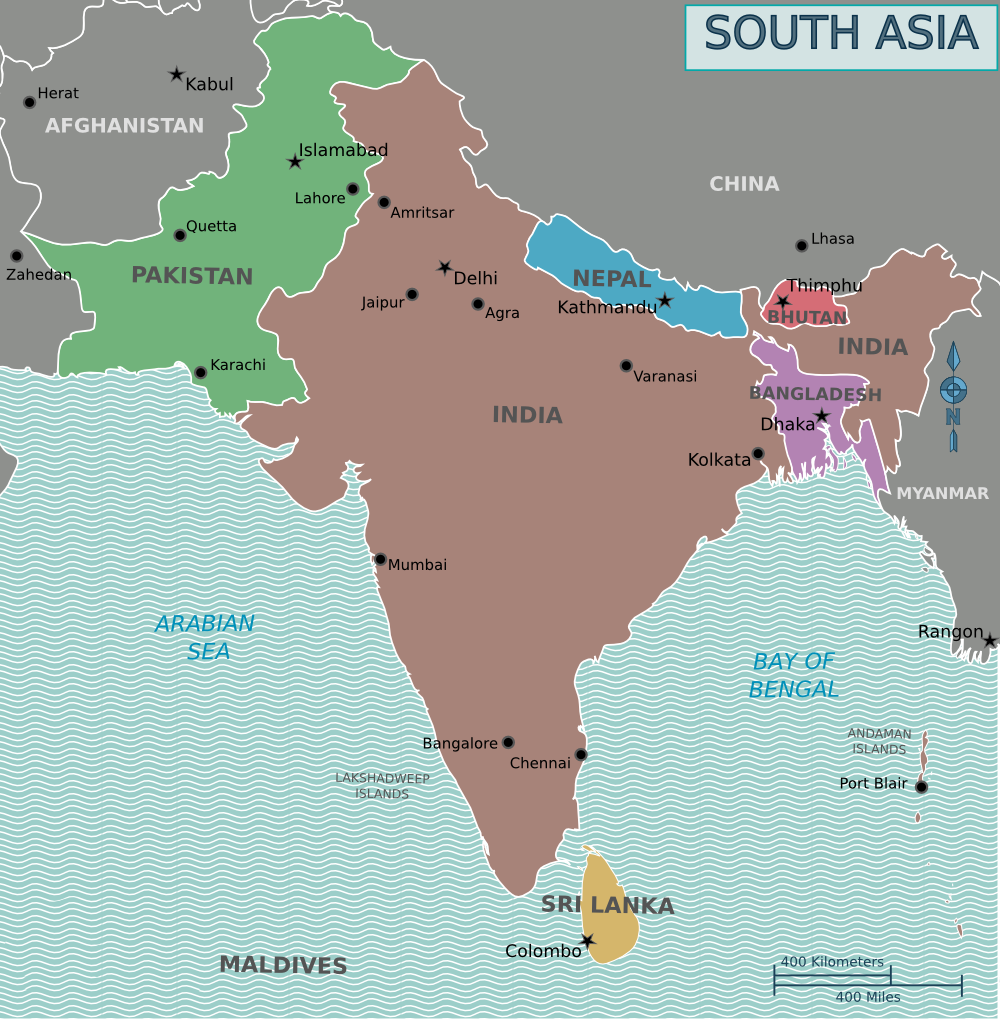 SOUTH ASIA
Kabul
Herat
AFGHANISTAN
Islamabad
CHINA
Lahore
Amritsar
Quetta
Lhasa
Zahedan
PAKISTAN
Delhi
NEPAL
Thimphu
Jaipur
Agra
Kathmandu
BHUTAN
INDIA
Karachi
Varanasi
BANGLADESH
INDIA
N
Dhaka
Kolkata
MYANMAR
Mumbai
ARABIAN
SEA
Rangon
BAY OF
BENGAL
ANDAMAN
ISLANDS
Bangalore
Chennai
LAKSHADWEEP
ISLANDS
Port Blair
SRI LANKA
Colombo
MALDIVES
400 Kilometers
400 Miles